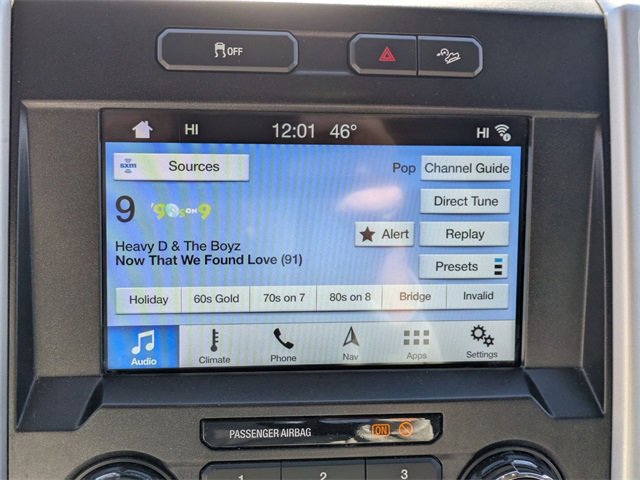 OFF
HI 12:01 46° HI
sxm Sources
Pop Channel Guide
9 '90s ON 9
Direct Tune
Heavy D & The Boyz
Now That We Found Love (91)
Alert Replay
Presets
Holiday 60s Gold 70s on 7 80s on 8 Bridge Invalid
Audio Climate Phone Nav Apps Settings
PASSENGER AIRBAG ON
1 2 3